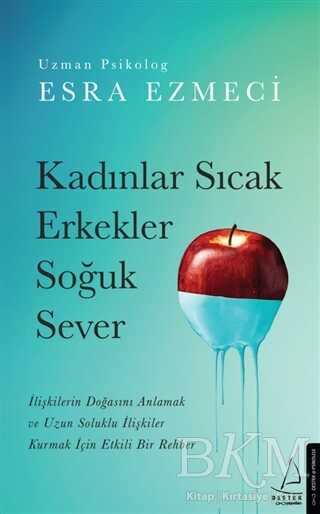 Uzman Psikolog
ESRA EZMECİ
Kadınlar Sıcak
Erkekler
Soğuk
Sever
İlişkilerin Doğasını Anlamak
ve Uzun Soluklu İlişkiler
Kurmak İçin Etkili Bir Rehber
BKM
Kitap Kırtasiye
DESTEK